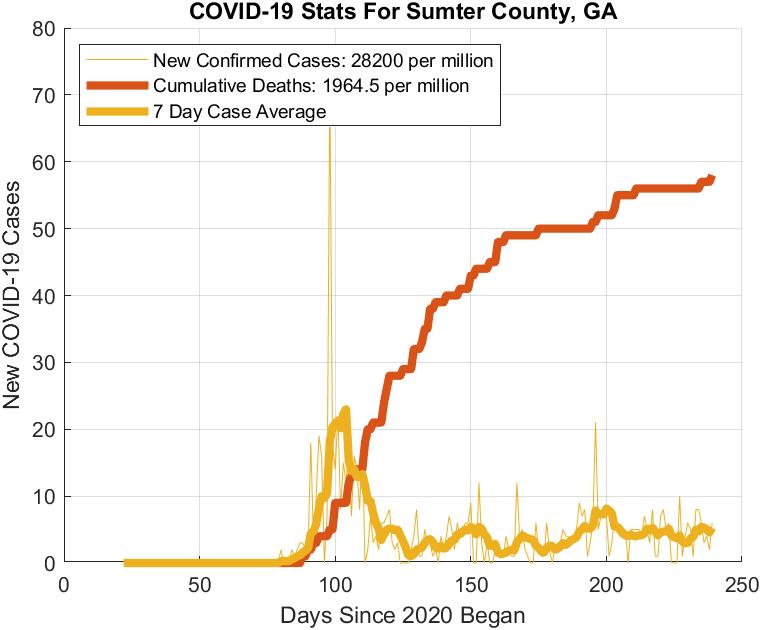 COVID-19 Stats For Sumter County, GA
New Confirmed Cases: 28200 per million
Cumulative Deaths: 1964.5 per million
7 Day Case Average
New COVID-19 Cases
80
70
60
50
40
30
20
10
0
0 50 100 150 200 250
Days Since 2020 Began